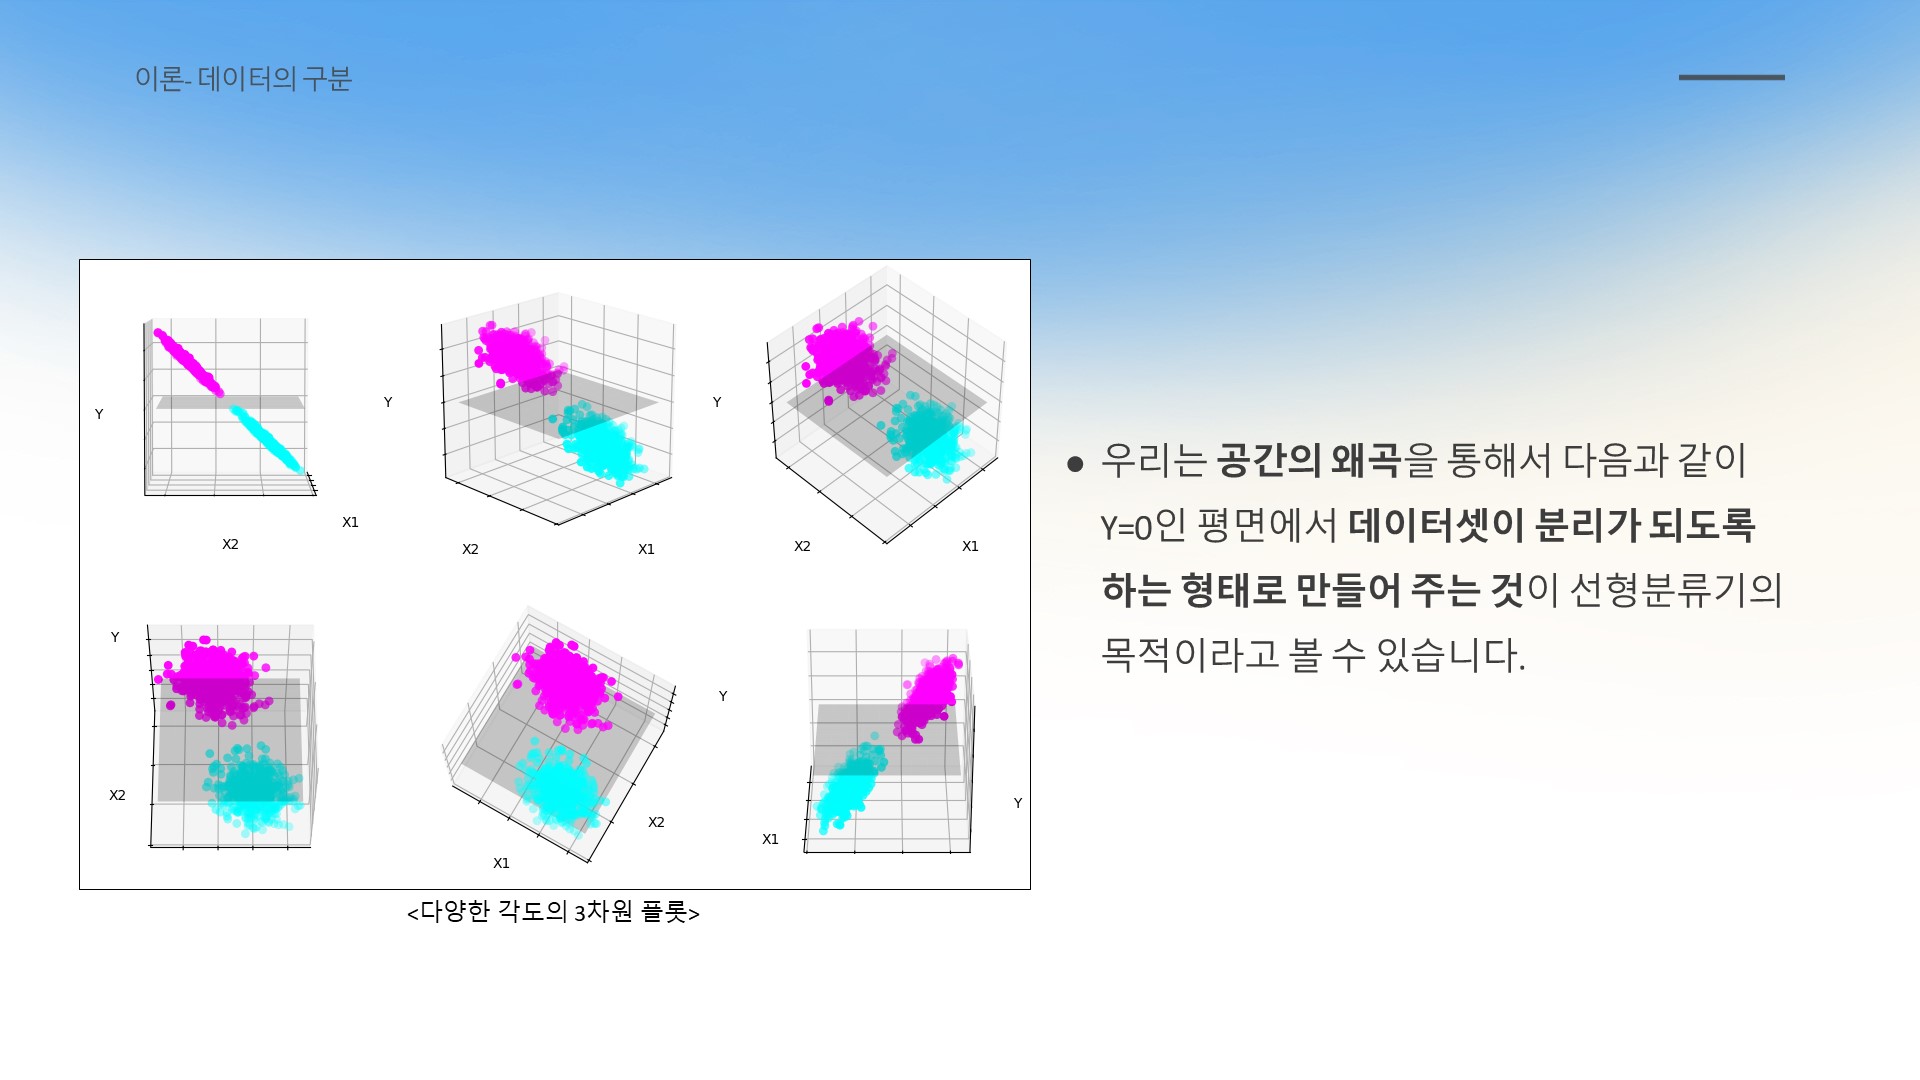 이론- 데이터의 구분
Y
X2
X1
Y
X2
X1
Y
X2
X1
Y
X2
X1
X2
Y
X1
Y
<다양한 각도의 3차원 플롯>
● 우리는 공간의 왜곡을 통해서 다음과 같이
Y=0인 평면에서 데이터셋이 분리가 되도록
하는 형태로 만들어 주는 것이 선형분류기의
목적이라고 볼 수 있습니다.